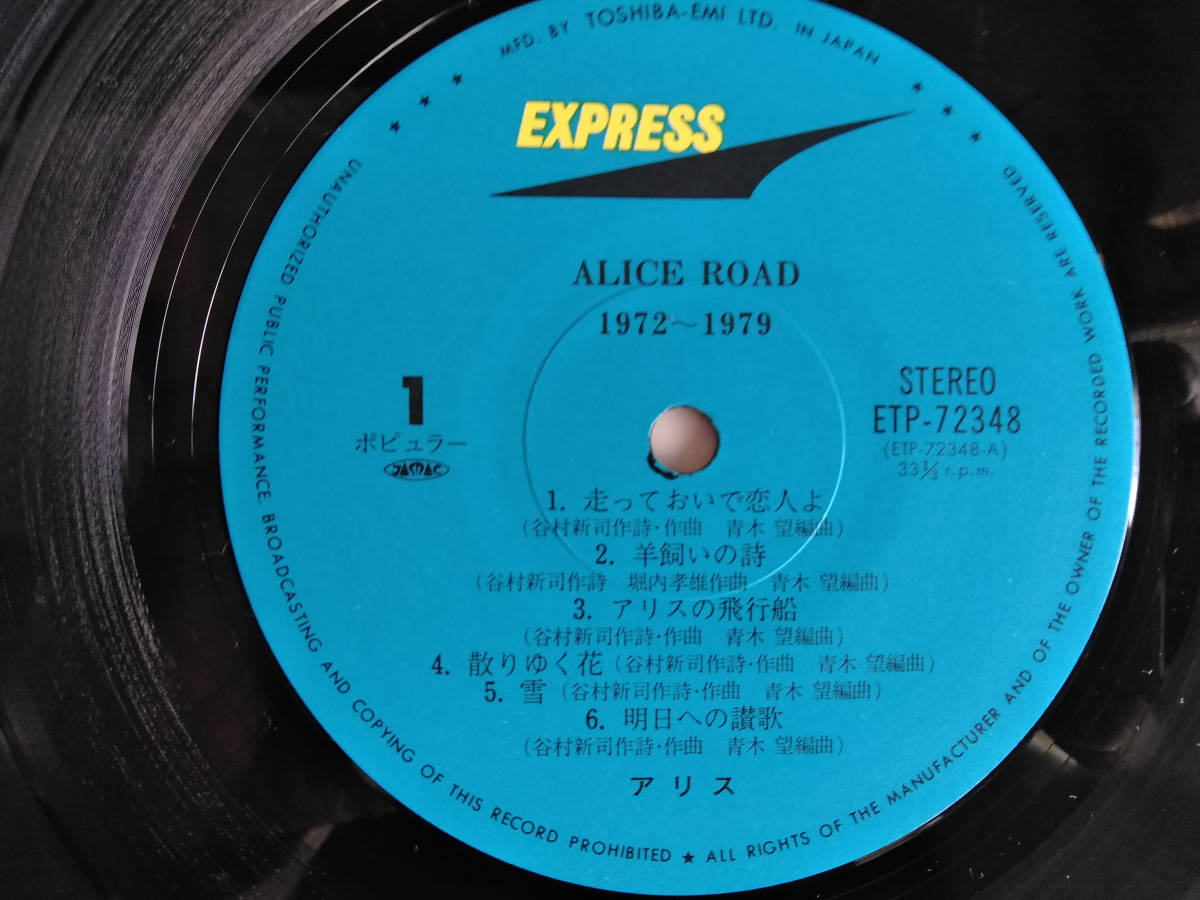 MFD. BY TOSHIBA-EMI LTD. IN JAPAN
EXPRESS
ALICE ROAD
1972～1979
1
ポピュラー
JASRAC
STEREO
ETP-72348
(ETP-72348-A)
33⅓ r.p.m.
1. 走っておいで恋人よ
(谷村新司作詩・作曲 青木 望編曲)
2. 羊飼いの詩
(谷村新司作詩 堀内孝雄作曲 青木 望編曲)
3. アリスの飛行船
(谷村新司作詩・作曲 青木 望編曲)
4. 散りゆく花 (谷村新司作詩・作曲 青木 望編曲)
5. 雪 (谷村新司作詩・作曲 青木 望編曲)
6. 明日への讃歌
(谷村新司作詩・作曲 青木 望編曲)
アリス
UNAUTHORIZED PUBLIC PERFORMANCE. BROADCASTING AND COPYING OF THIS RECORD PROHIBITED ★ ALL RIGHTS OF THE MANUFACTURER AND OF THE OWNER OF THE RECORDED WORK ARE RESERVED